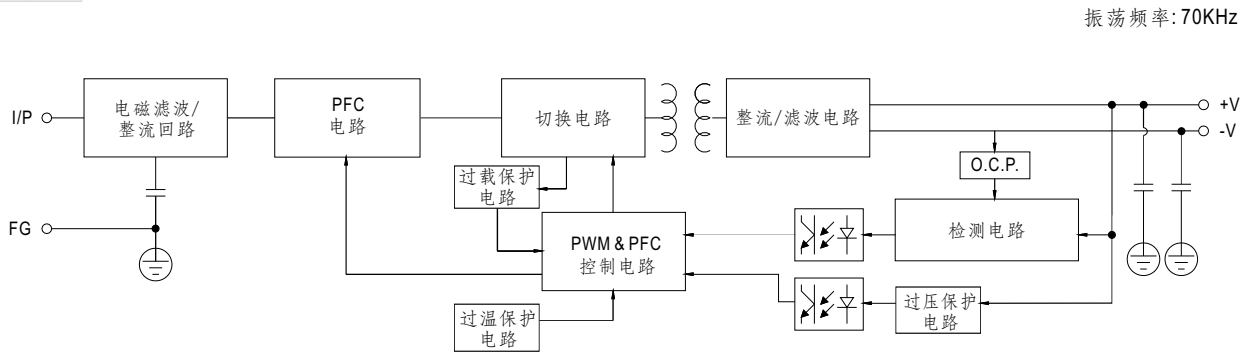 振荡频率: 70KHz
I/P
电磁滤波/
整流回路
PFC
电路
切换电路
整流/滤波电路
+V
-V
O.C.P.
过载保护
电路
FG
PWM & PFC
控制电路
检测电路
过温保护
电路
过压保护
电路